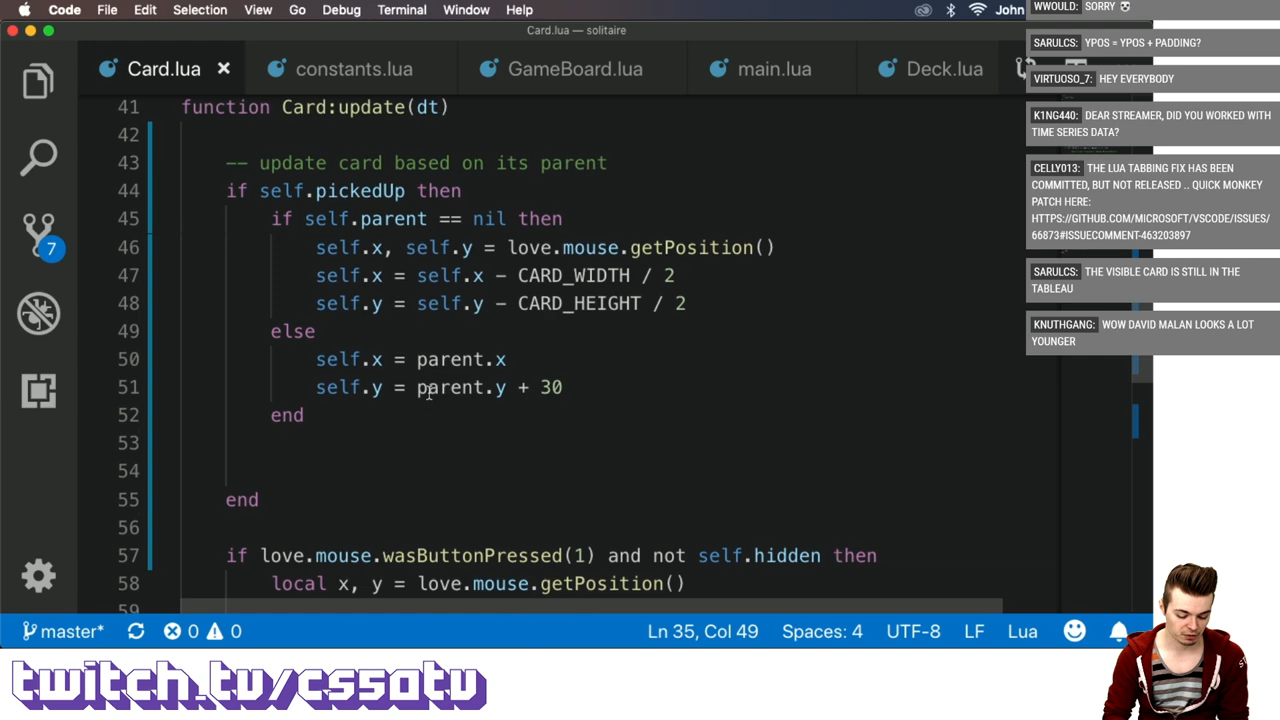 Code File Edit Selection View Go Debug Terminal Window Help John
WWOULD: SORRY
Card.lua — solitaire
SARULCS: YPOS = YPOS + PADDING?
Card.lua constants.lua GameBoard.lua main.lua Deck.lua
VIRTUOSO_7: HEY EVERYBODY
K1NG440: DEAR STREAMER, DID YOU WORKED WITH
TIME SERIES DATA?
CELLY013: THE LUA TABBING FIX HAS BEEN
COMMITTED, BUT NOT RELEASED .. QUICK MONKEY
PATCH HERE:
HTTPS://GITHUB.COM/MICROSOFT/VSCODE/ISSUES/
66873#ISSUECOMMENT-463203897
SARULCS: THE VISIBLE CARD IS STILL IN THE
TABLEAU
KNUTHGANG: WOW DAVID MALAN LOOKS A LOT
YOUNGER
41 function Card:update(dt)
42
43 -- update card based on its parent
44 if self.pickedUp then
45 if self.parent == nil then
46 self.x, self.y = love.mouse.getPosition()
47 self.x = self.x - CARD_WIDTH / 2
48 self.y = self.y - CARD_HEIGHT / 2
49 else
50 self.x = parent.x
51 self.y = parent.y + 30
52 end
53
54
55 end
56
57 if love.mouse.wasButtonPressed(1) and not self.hidden then
58 local x, y = love.mouse.getPosition()
59
7
master* 0 0 Ln 35, Col 49 Spaces: 4 UTF-8 LF Lua
twitch.tv/cs50tv